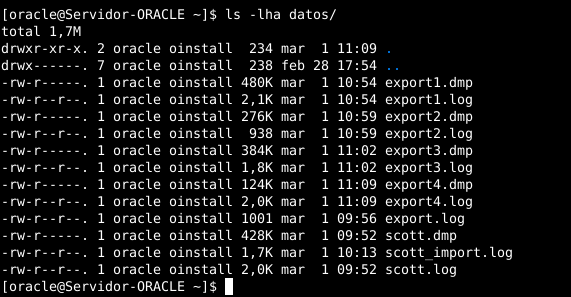 [oracle@Servidor-ORACLE ~]$ ls -lha datos/
total 1,7M
drwxr-xr-x. 2 oracle oinstall  234 mar  1 11:09 .
drwx------. 7 oracle oinstall  238 feb 28 17:54 ..
-rw-r-----. 1 oracle oinstall 480K mar  1 10:54 export1.dmp
-rw-r--r--. 1 oracle oinstall 2,1K mar  1 10:54 export1.log
-rw-r-----. 1 oracle oinstall 276K mar  1 10:59 export2.dmp
-rw-r--r--. 1 oracle oinstall  938 mar  1 10:59 export2.log
-rw-r-----. 1 oracle oinstall 384K mar  1 11:02 export3.dmp
-rw-r--r--. 1 oracle oinstall 1,8K mar  1 11:02 export3.log
-rw-r-----. 1 oracle oinstall 124K mar  1 11:09 export4.dmp
-rw-r--r--. 1 oracle oinstall 2,0K mar  1 11:09 export4.log
-rw-r--r--. 1 oracle oinstall 1001 mar  1 09:56 export.log
-rw-r-----. 1 oracle oinstall 428K mar  1 09:52 scott.dmp
-rw-r--r--. 1 oracle oinstall 1,7K mar  1 10:13 scott_import.log
-rw-r--r--. 1 oracle oinstall 2,0K mar  1 09:52 scott.log
[oracle@Servidor-ORACLE ~]$